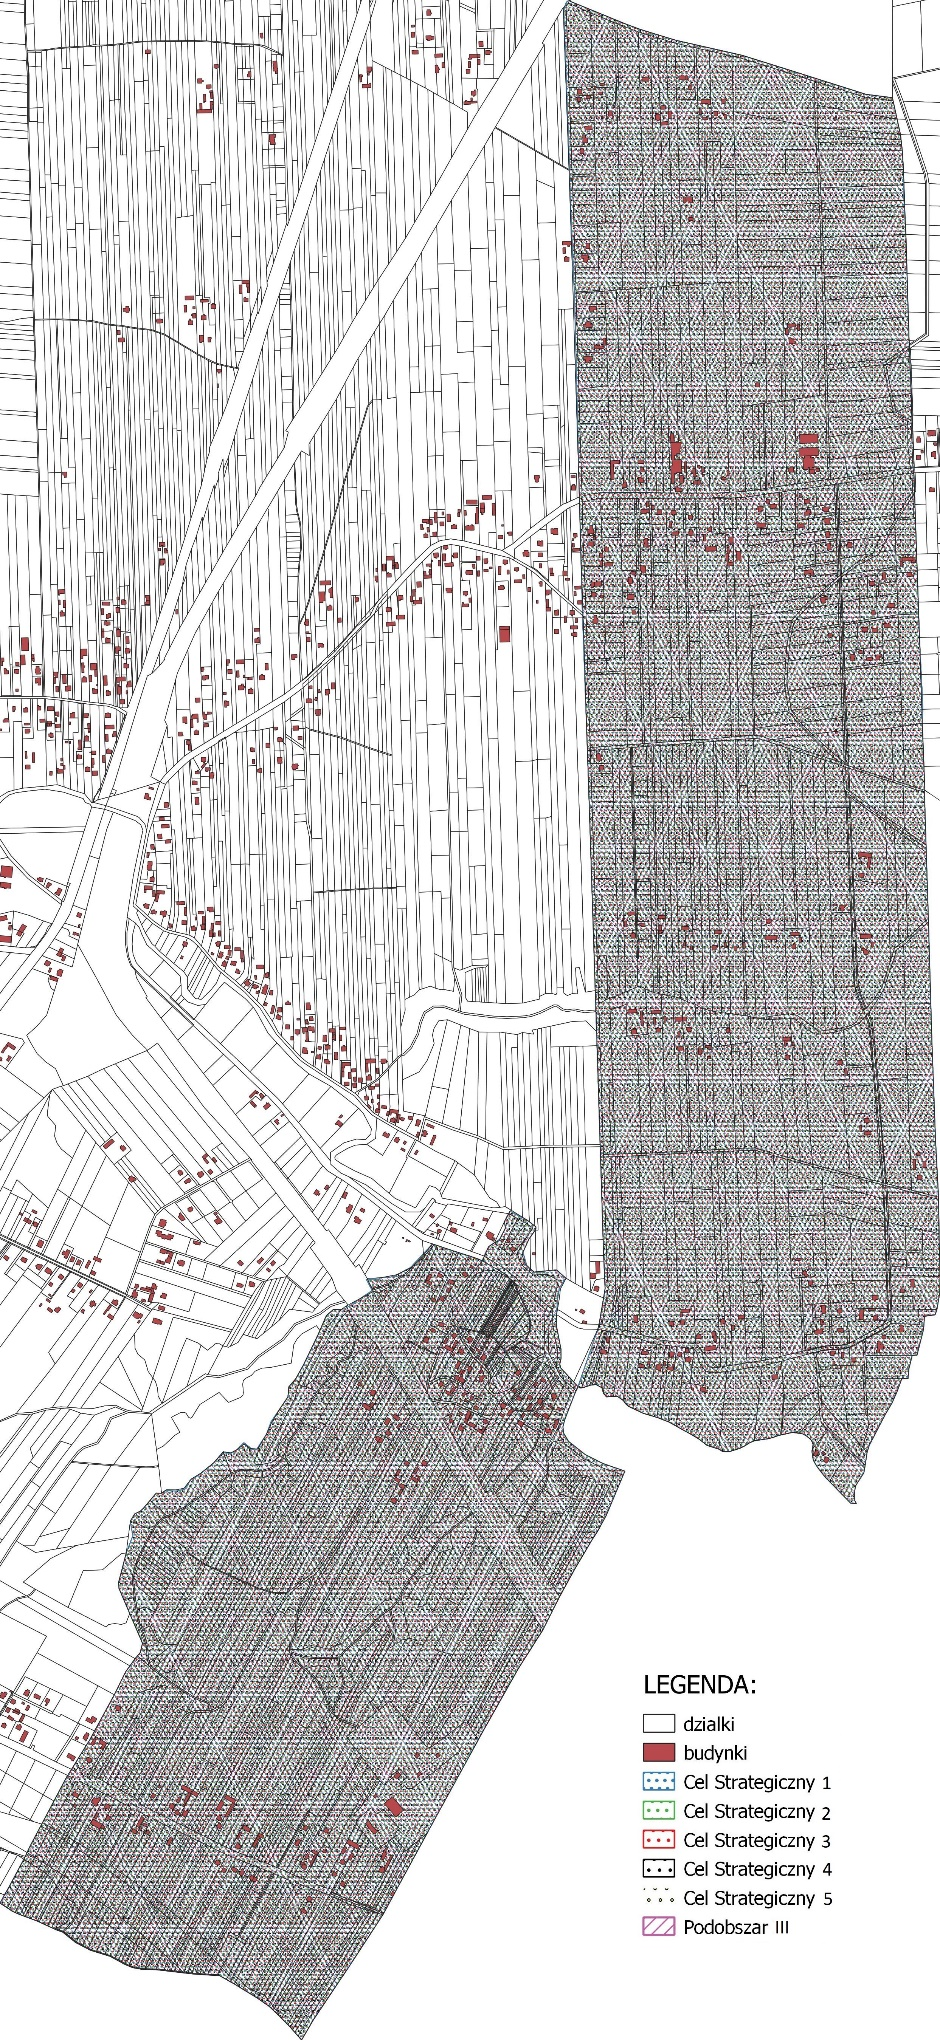 LEGENDA:
dzialki
budynki
Cel Strategiczny 1
Cel Strategiczny 2
Cel Strategiczny 3
Cel Strategiczny 4
Cel Strategiczny 5
Podobszar III